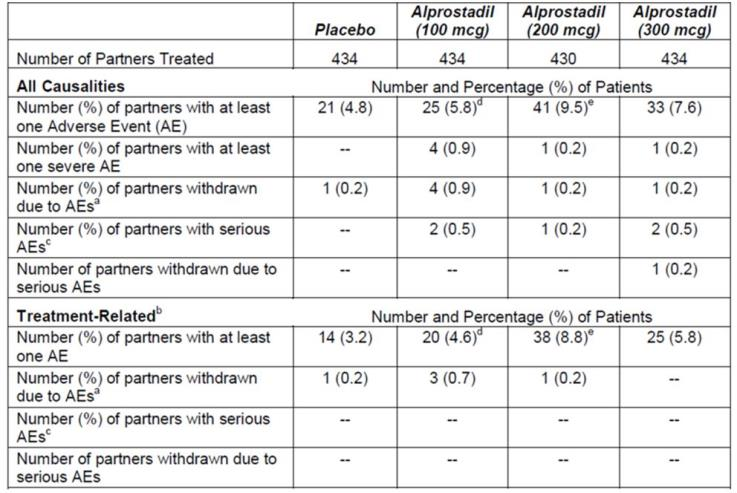 Placebo Alprostadil (100 mcg) Alprostadil (200 mcg) Alprostadil (300 mcg)
Number of Partners Treated 434 434 430 434
All Causalities Number and Percentage (%) of Patients
Number (%) of partners with at least one Adverse Event (AE) 21 (4.8) 25 (5.8)d 41 (9.5)e 33 (7.6)
Number (%) of partners with at least one severe AE -- 4 (0.9) 1 (0.2) 1 (0.2)
Number (%) of partners withdrawn due to AEsa 1 (0.2) 4 (0.9) 1 (0.2) 1 (0.2)
Number (%) of partners with serious AEsc -- 2 (0.5) 1 (0.2) 2 (0.5)
Number of partners withdrawn due to serious AEs -- -- -- 1 (0.2)
Treatment-Relatedb Number and Percentage (%) of Patients
Number (%) of partners with at least one AE 14 (3.2) 20 (4.6)d 38 (8.8)e 25 (5.8)
Number (%) of partners withdrawn due to AEsa 1 (0.2) 3 (0.7) 1 (0.2) --
Number (%) of partners with serious AEsc -- -- -- --
Number of partners withdrawn due to serious AEs -- -- -- --